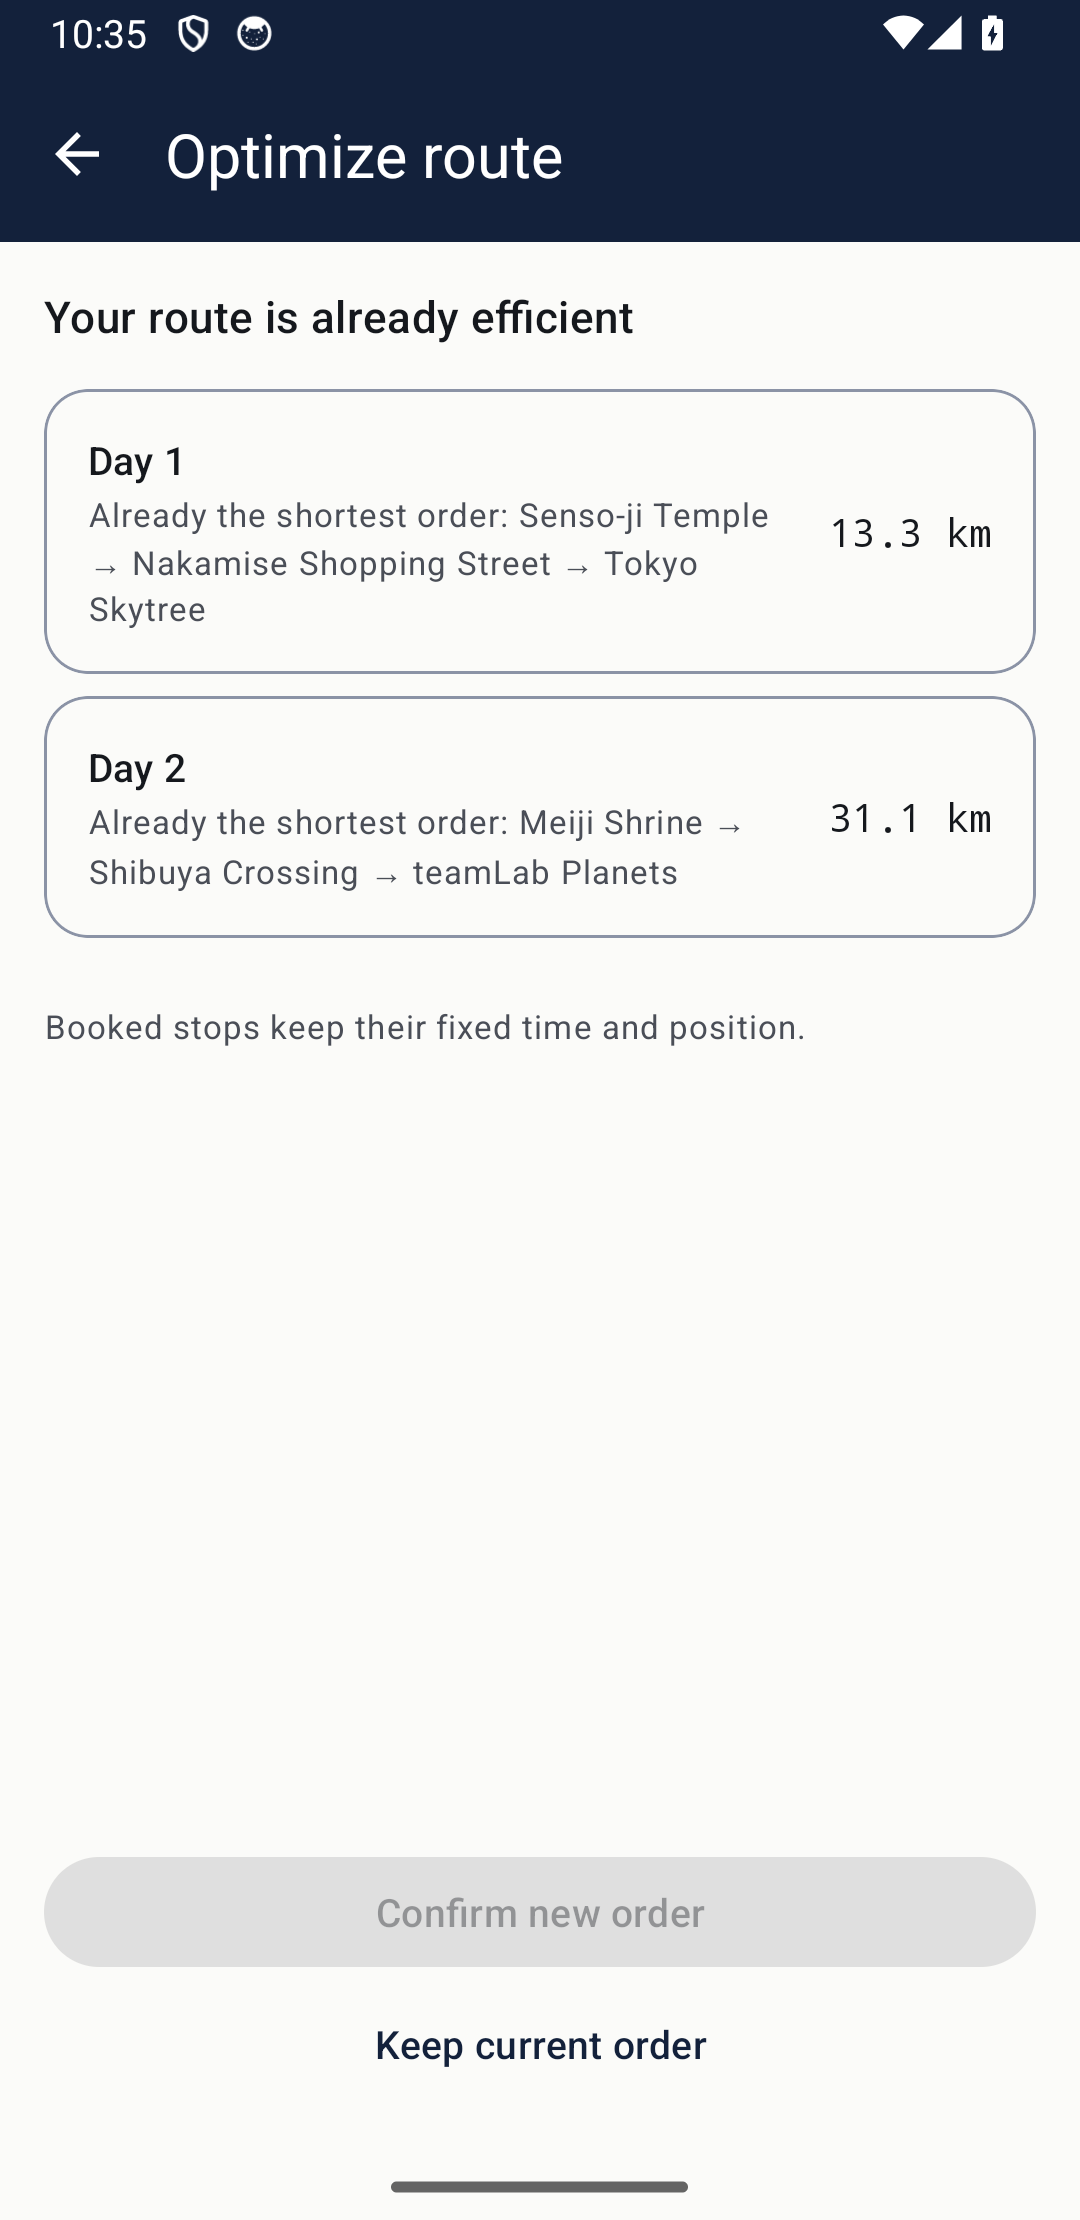 10:35
Optimize route
Your route is already efficient
Day 1
Already the shortest order: Senso-ji Temple
→ Nakamise Shopping Street → Tokyo
Skytree
13.3 km
Day 2
Already the shortest order: Meiji Shrine →
Shibuya Crossing → teamLab Planets
31.1 km
Booked stops keep their fixed time and position.
Confirm new order
Keep current order